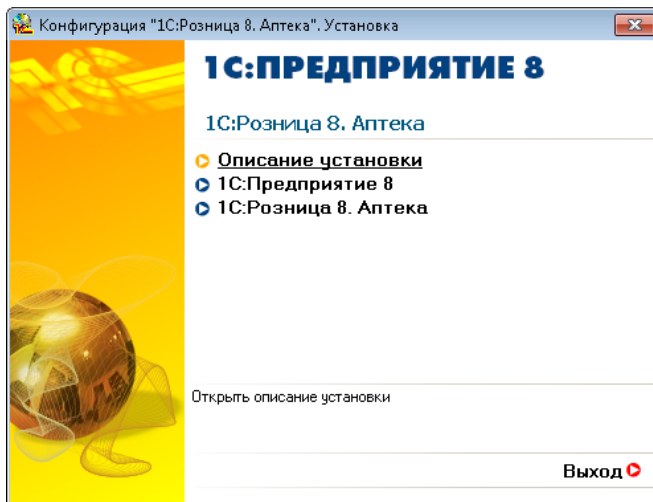 Конфигурация "1С:Розница 8. Аптека". Установка
1С:ПРЕДПРИЯТИЕ 8
1С:Розница 8. Аптека
Описание установки
1С:Предприятие 8
1С:Розница 8. Аптека
Открыть описание установки
Выход